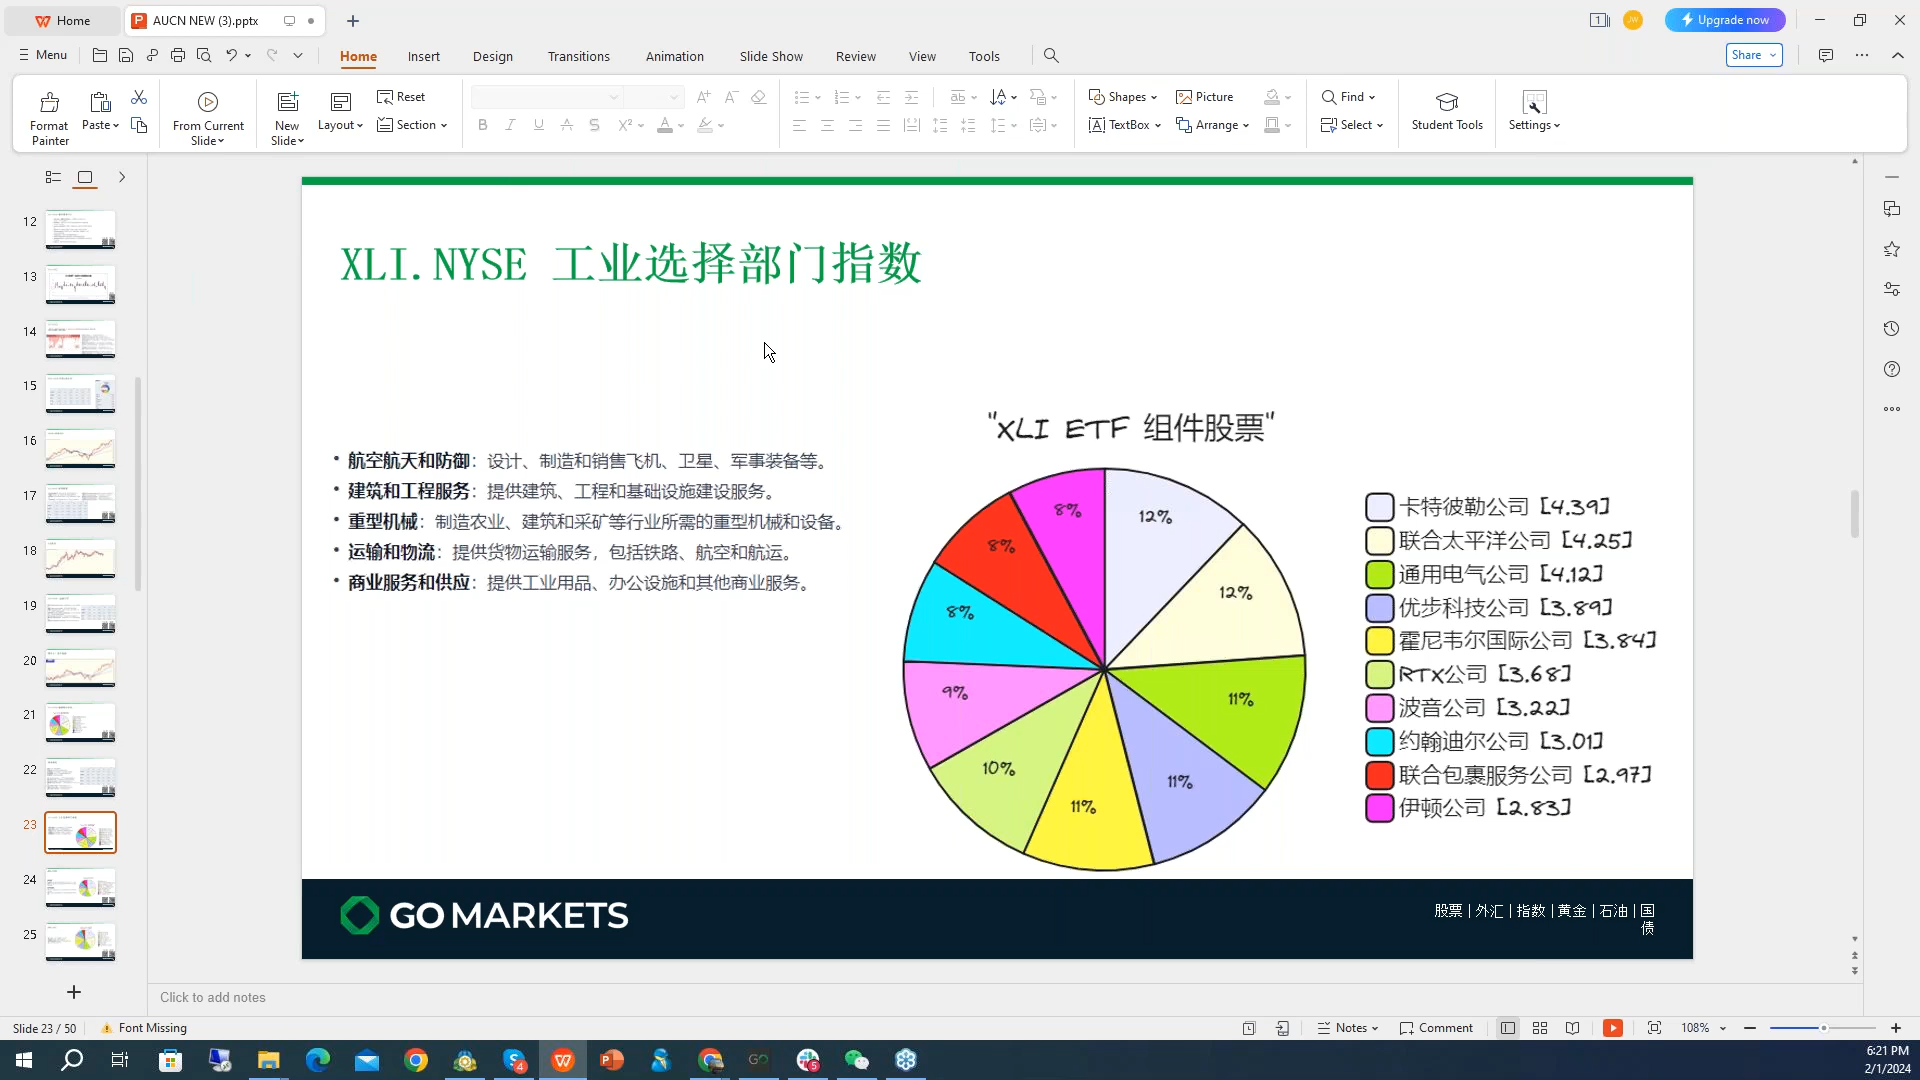 Home
AUCN NEW (3).pptx
Upgrade now
Menu
Home
Insert
Design
Transitions
Animation
Slide Show
Review
View
Tools
Share
Format Painter
Paste
From Current Slide
New Slide
Layout
Reset
Section
Shapes
Picture
TextBox
Arrange
Find
Select
Student Tools
Settings
12
13
14
15
16
17
18
19
20
21
22
23
24
25
XLI.NYSE 工业选择部门指数
• 航空航天和防御：设计、制造和销售飞机、卫星、军事装备等。
• 建筑和工程服务：提供建筑、工程和基础设施建设服务。
• 重型机械：制造农业、建筑和采矿等行业所需的重型机械和设备。
• 运输和物流：提供货物运输服务，包括铁路、航空和航运。
• 商业服务和供应：提供工业用品、办公设施和其他商业服务。
"XLI ETF 组件股票"
12%
12%
11%
11%
11%
10%
9%
8%
8%
8%
卡特彼勒公司 [4.39]
联合太平洋公司 [4.25]
通用电气公司 [4.12]
优步科技公司 [3.89]
霍尼韦尔国际公司 [3.84]
RTX公司 [3.68]
波音公司 [3.22]
约翰迪尔公司 [3.01]
联合包裹服务公司 [2.97]
伊顿公司 [2.83]
GO MARKETS
股票 | 外汇 | 指数 | 黄金 | 石油 | 国
债
Click to add notes
Slide 23 / 50
Font Missing
Notes
Comment
108%
6:21 PM
2/1/2024